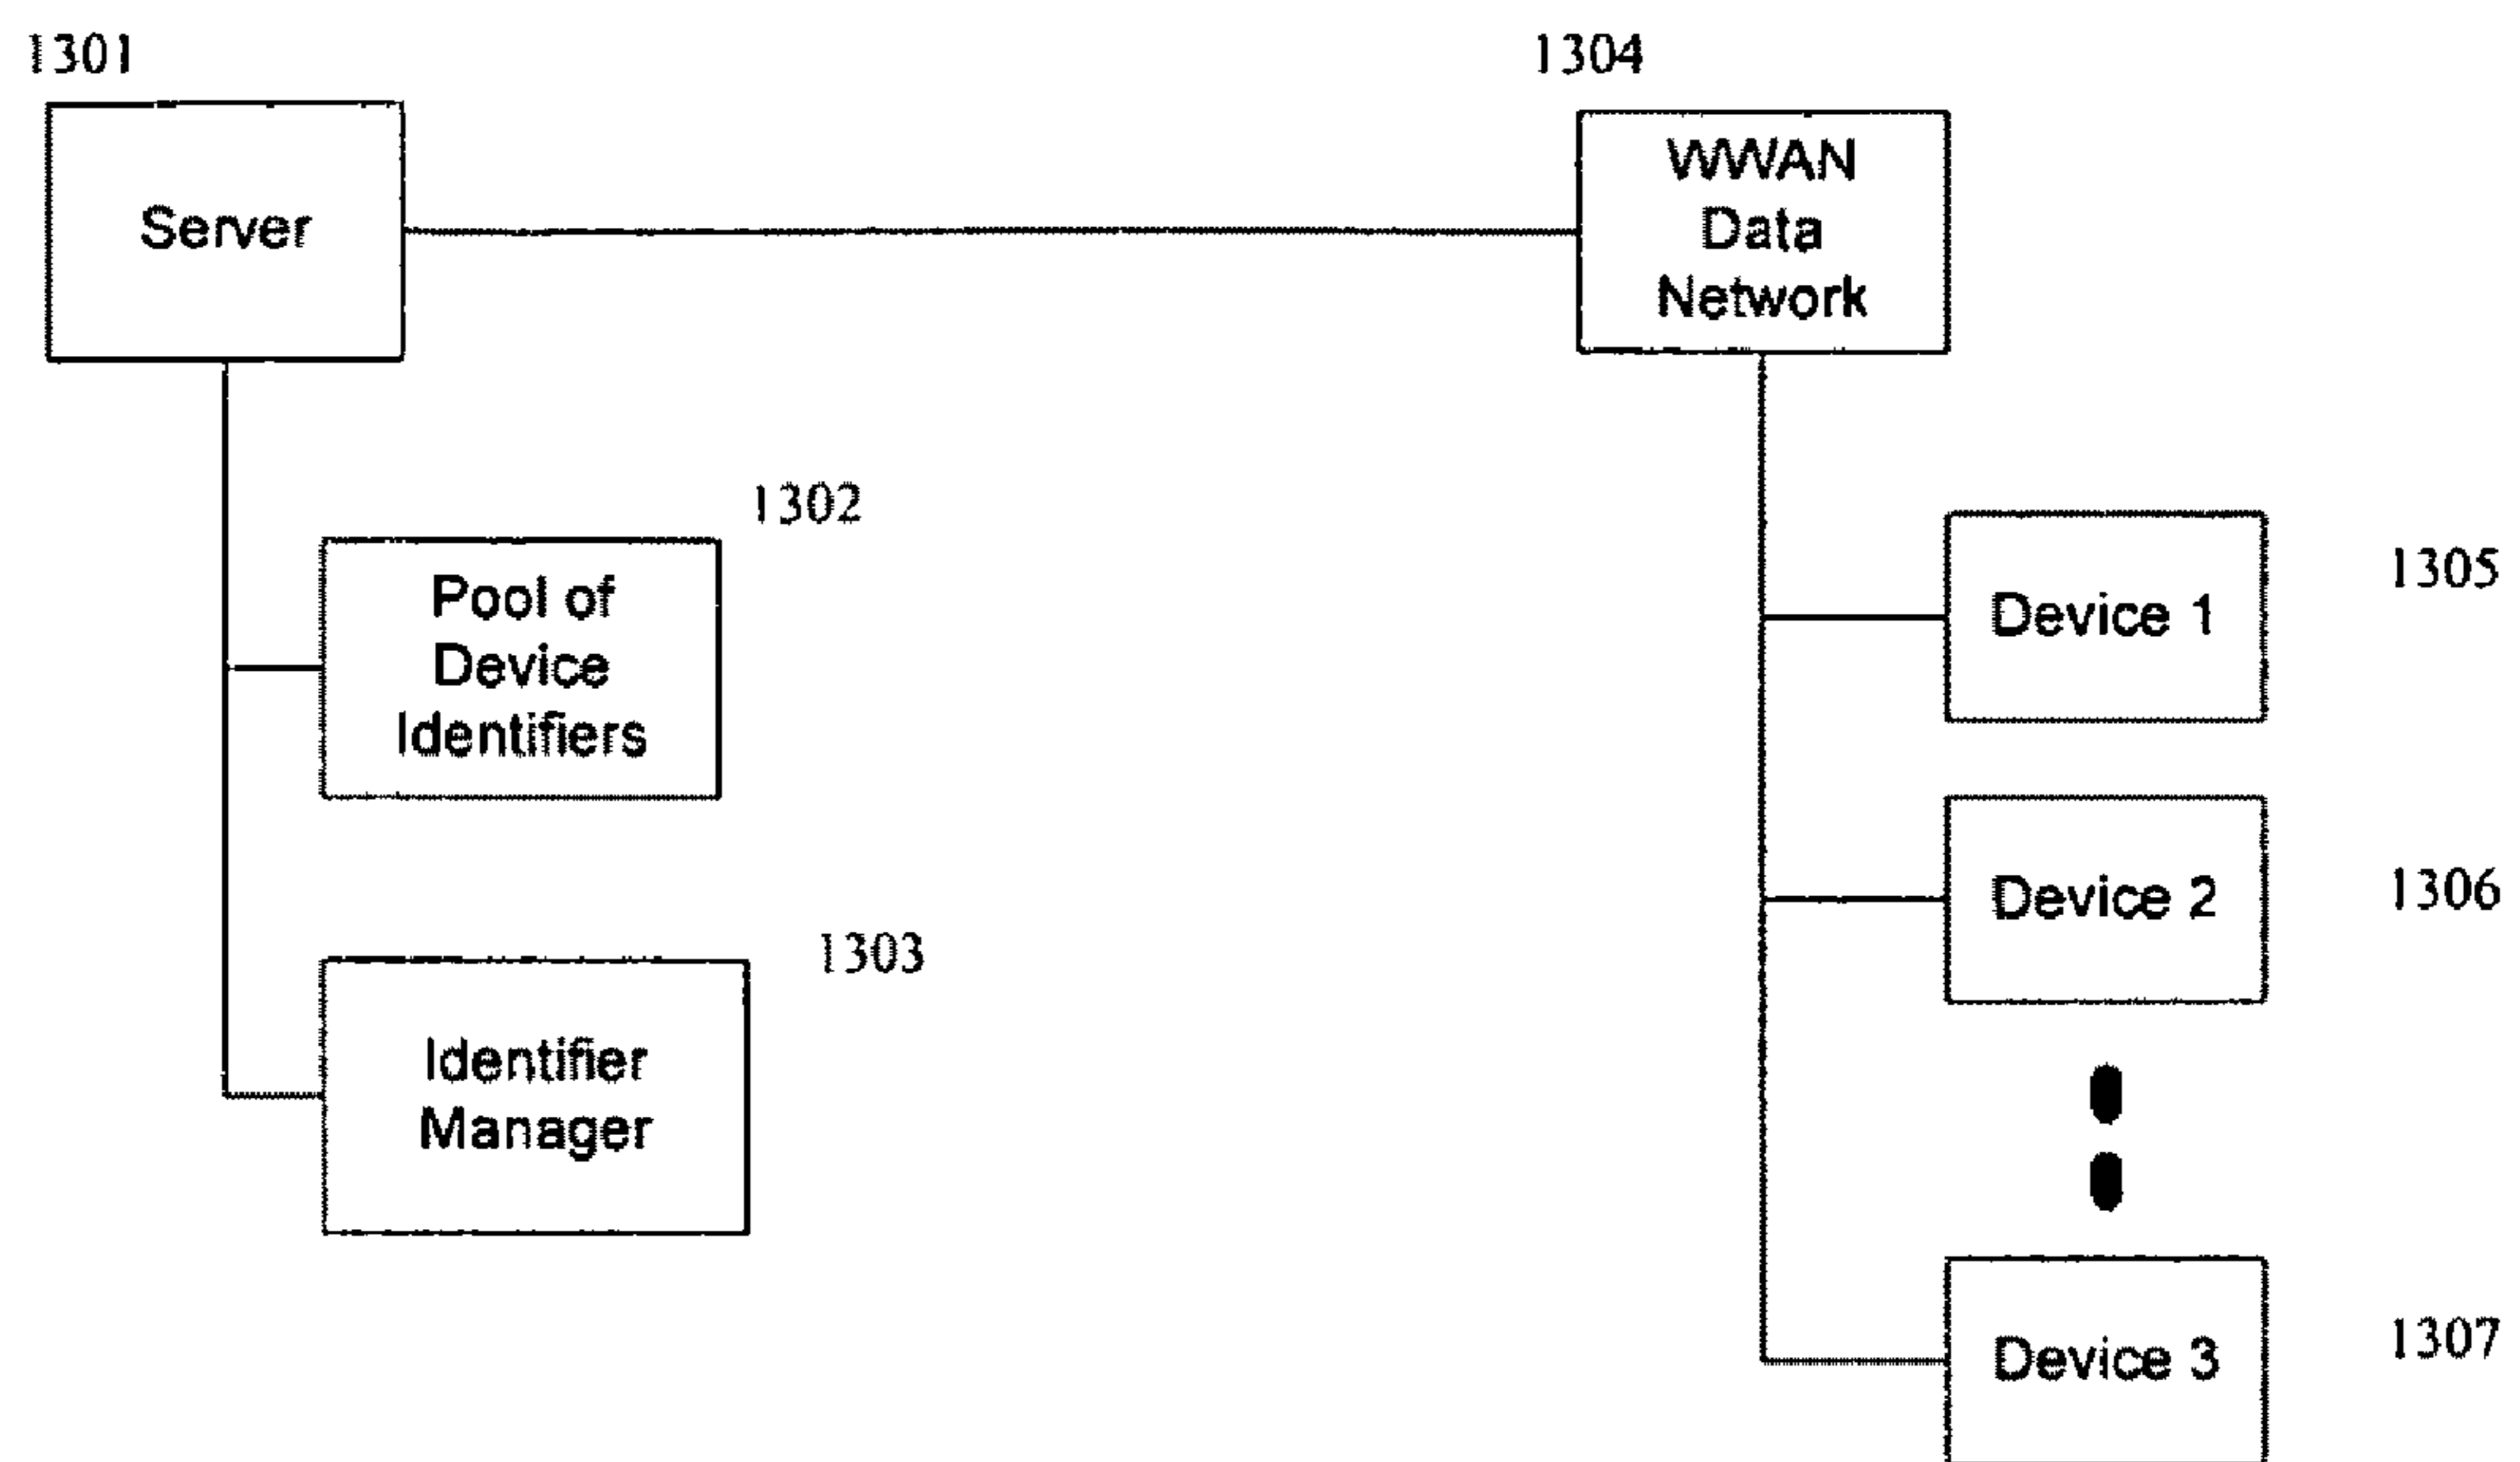 1301
Server
1304
WWAN
Data
Network
1302
Pool of
Device
Identifiers
1303
Identifier
Manager
1305
Device 1
1306
Device 2
1307
Device 3